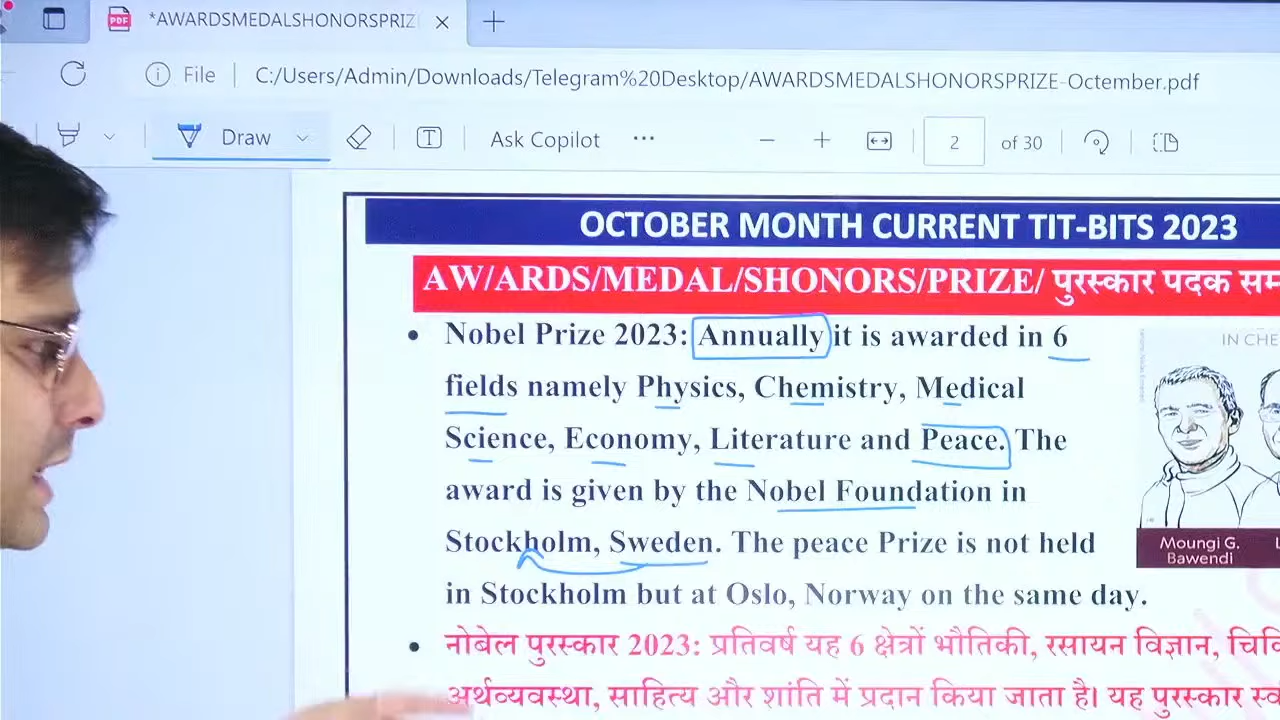 *AWARDSMEDALSHONORSPRIZ
File
C:/Users/Admin/Downloads/Telegram%20Desktop/AWARDSMEDALSHONORSPRIZE-Octember.pdf
Draw
Ask Copilot
2 of 30
OCTOBER MONTH CURRENT TIT-BITS 2023
AW/ARDS/MEDAL/SHONORS/PRIZE/ पुरस्कार पदक सम
• Nobel Prize 2023: Annually it is awarded in 6
fields namely Physics, Chemistry, Medical
Science, Economy, Literature and Peace. The
award is given by the Nobel Foundation in
Stockholm, Sweden. The peace Prize is not held
in Stockholm but at Oslo, Norway on the same day.
IN CHE
Moungi G.
Bawendi
L
• नोबेल पुरस्कार 2023: प्रतिवर्ष यह 6 क्षेत्रों भौतिकी, रसायन विज्ञान, चिकि
अर्थव्यवस्था, साहित्य और शांति में प्रदान किया जाता है। यह पुरस्कार स्वी